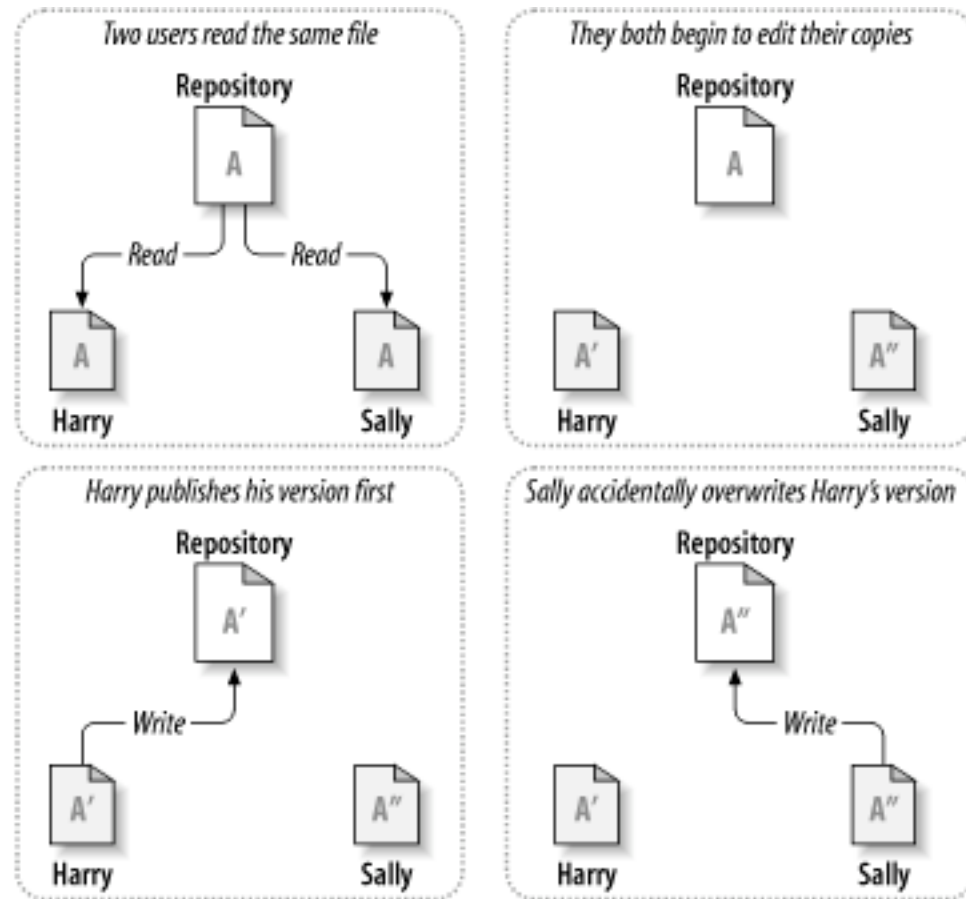 Two users read the same file
Repository
A
Read Read
A A
Harry Sally
They both begin to edit their copies
Repository
A
A′ A″
Harry Sally
Harry publishes his version first
Repository
A′
Write
A′ A″
Harry Sally
Sally accidentally overwrites Harry’s version
Repository
A″
Write
A′ A″
Harry Sally